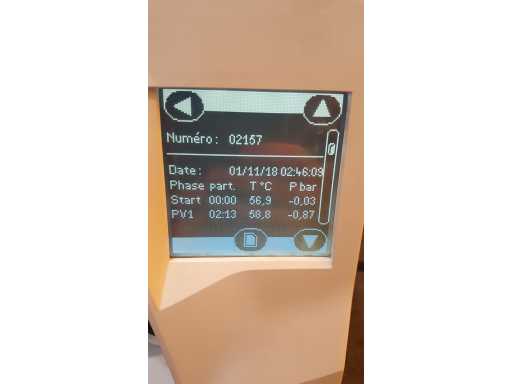 Numéro: 02157
Date: 01/11/18 02:46:09
Phase part. T °C P bar
Start 00:00 56,9 -0,03
PV1 02:13 58,8 -0,87